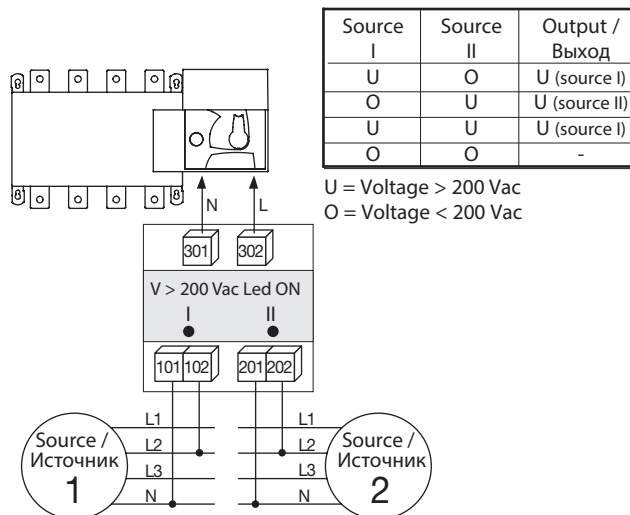 Source I Source II Output / Выход
U O U (source I)
O U U (source II)
U U U (source I)
O O -
U = Voltage > 200 Vac
O = Voltage < 200 Vac
N L
301 302
V > 200 Vac Led ON
I II
101 102 201 202
Source / Источник 1
L1
L2
L3
N
Source / Источник 2
L1
L2
L3
N